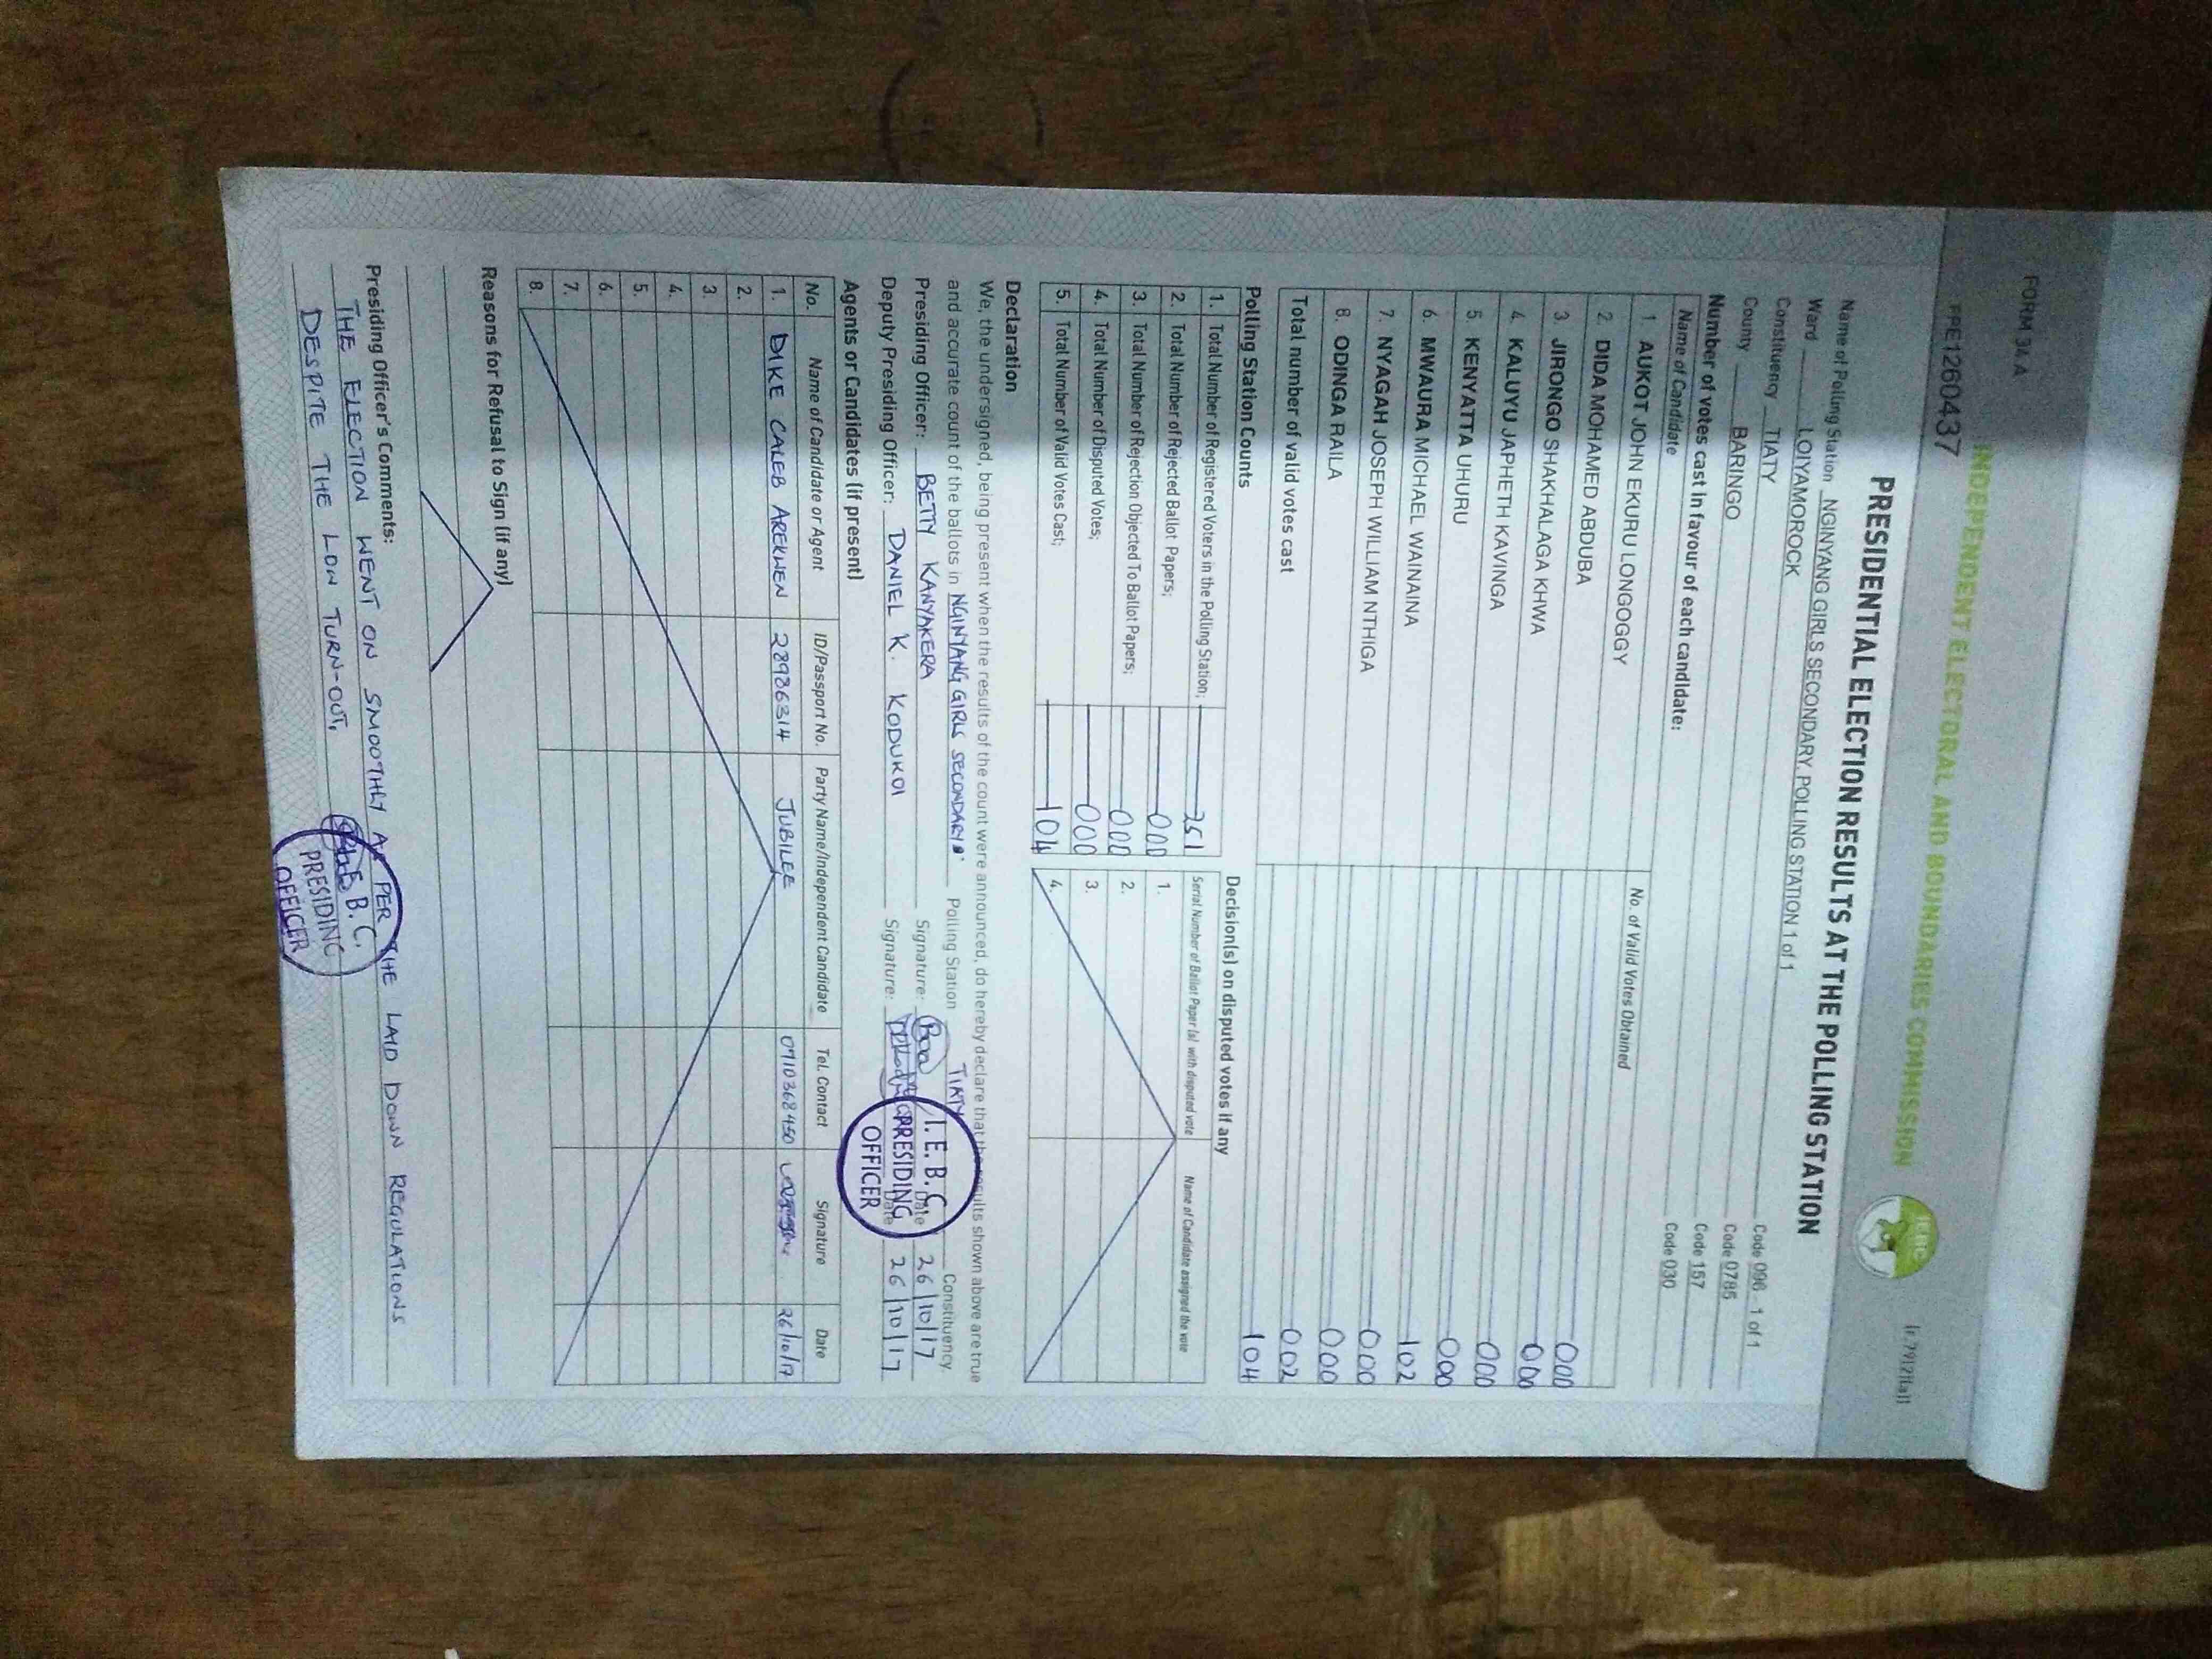 FORM 34 A
PRE1260437
(r.79(2)(a))
INDEPENDENT ELECTORAL AND BOUNDARIES COMMISSION
IEBC
PRESIDENTIAL ELECTION RESULTS AT THE POLLING STATION
Name of Polling Station NGINYANG GIRLS SECONDARY, POLLING STATION 1 of 1 Code 096 1 of 1
Ward LOIYAMOROCK Code 0785
Constituency TIATY Code 157
County BARINGO Code 030
Number of votes cast in favour of each candidate:
Name of Candidate No. of Valid Votes Obtained
1. AUKOT JOHN EKURU LONGOGGY 000
2. DIDA MOHAMED ABDUBA 000
3. JIRONGO SHAKHALAGA KHWA 000
4. KALUYU JAPHETH KAVINGA 000
5. KENYATTA UHURU 102
6. MWAURA MICHAEL WAINAINA 000
7. NYAGAH JOSEPH WILLIAM NTHIGA 000
8. ODINGA RAILA 002
Total number of valid votes cast 104
Polling Station Counts
1. Total Number of Registered Voters in the Polling Station;
2. Total Number of Rejected Ballot Papers; 000
3. Total Number of Rejection Objected To Ballot Papers; 000
4. Total Number of Disputed Votes; 000
5. Total Number of Valid Votes Cast; 104
Decision(s) on disputed votes if any
Serial Number of Ballot Paper (s) with disputed vote Name of Candidate assigned the vote
1.
2.
3.
4.
Declaration
We, the undersigned, being present when the results of the count were announced, do hereby declare that the results shown above are true
and accurate count of the ballots in NGINYANG GIRLS SECONDARY Polling Station TIATY Constituency.
Presiding Officer: BETTY KANYAKERA Signature: Date 26/10/17
Deputy Presiding Officer: DANIEL K. KODUKOI Signature: Date 26/10/17
I.E.B.C.
PRESIDING
OFFICER
Agents or Candidates (if present)
No. Name of Candidate or Agent ID/Passport No. Party Name/Independent Candidate Tel. Contact Signature Date
1. DIKE CALEB AREKWEN 28986314 JUBILEE 0710368450 26/10/17
2.
3.
4.
5.
6.
7.
8.
Reasons for Refusal to Sign (if any)
Presiding Officer's Comments:
THE ELECTION WENT ON SMOOTHLY AS PER THE LAID DOWN REGULATIONS
DESPITE THE LOW TURN-OUT.
I.E.B.C.
PRESIDING
OFFICER